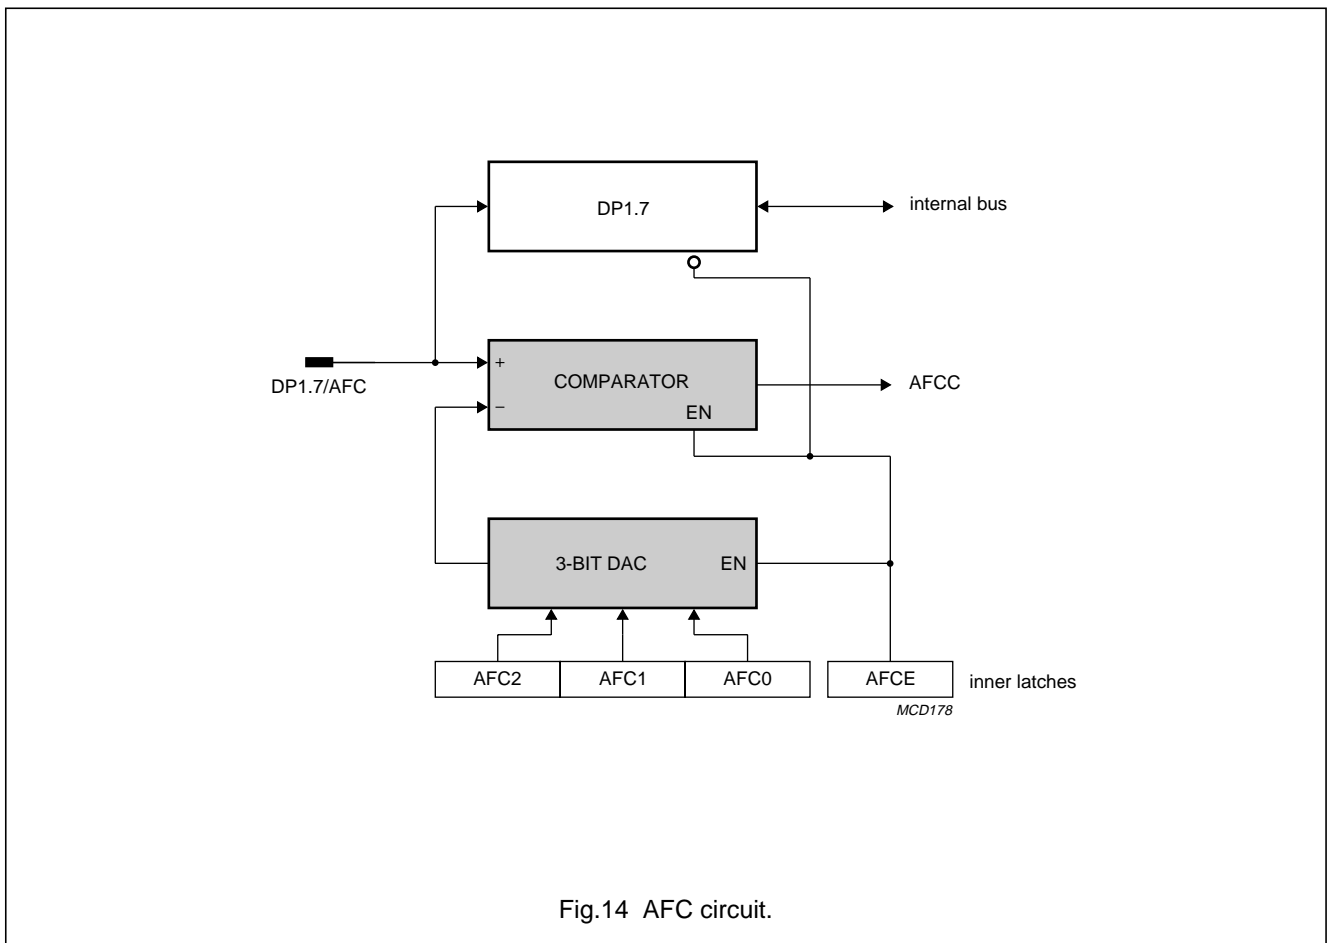 DP1.7
internal bus
+
COMPARATOR
DP1.7/AFC
AFCC
−
EN
3-BIT DAC
EN
AFC2
AFC1
AFC0
AFCE
inner latches
MCD178
Fig.14 AFC circuit.